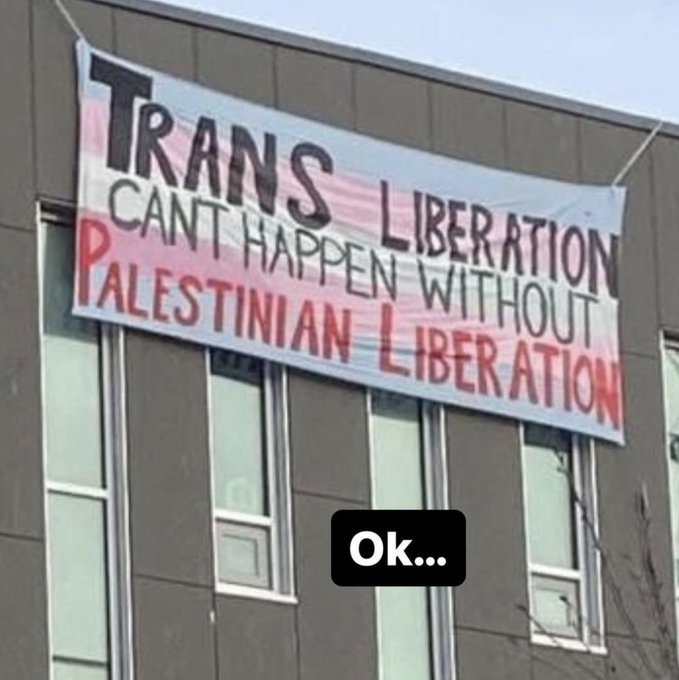 TRANS LIBERATION
CANT HAPPEN WITHOUT
PALESTINIAN LIBERATION
Ok...